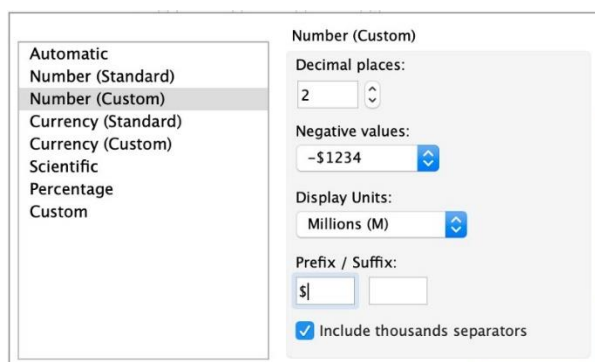 Automatic
Number (Standard)
Number (Custom)
Currency (Standard)
Currency (Custom)
Scientific
Percentage
Custom
Number (Custom)
Decimal places:
2
Negative values:
-$1234
Display Units:
Millions (M)
Prefix / Suffix:
$
Include thousands separators